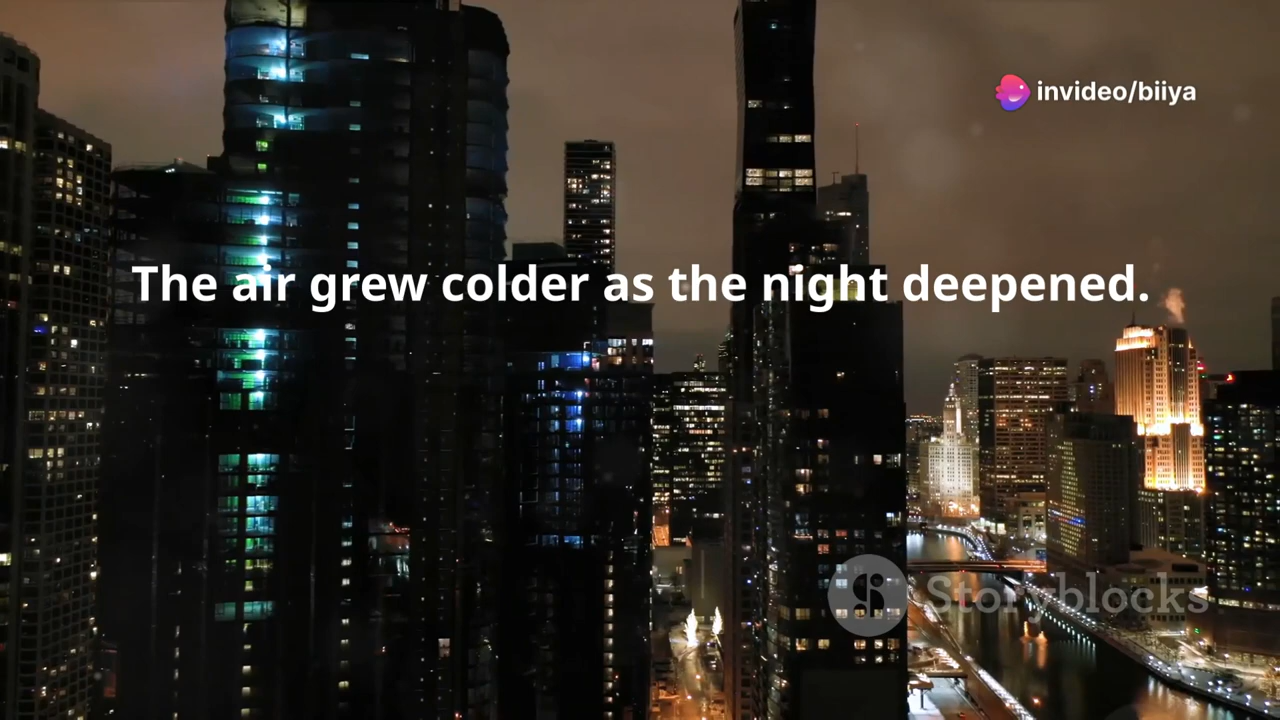 invideo/biiya
The air grew colder as the night deepened.
Storyblocks